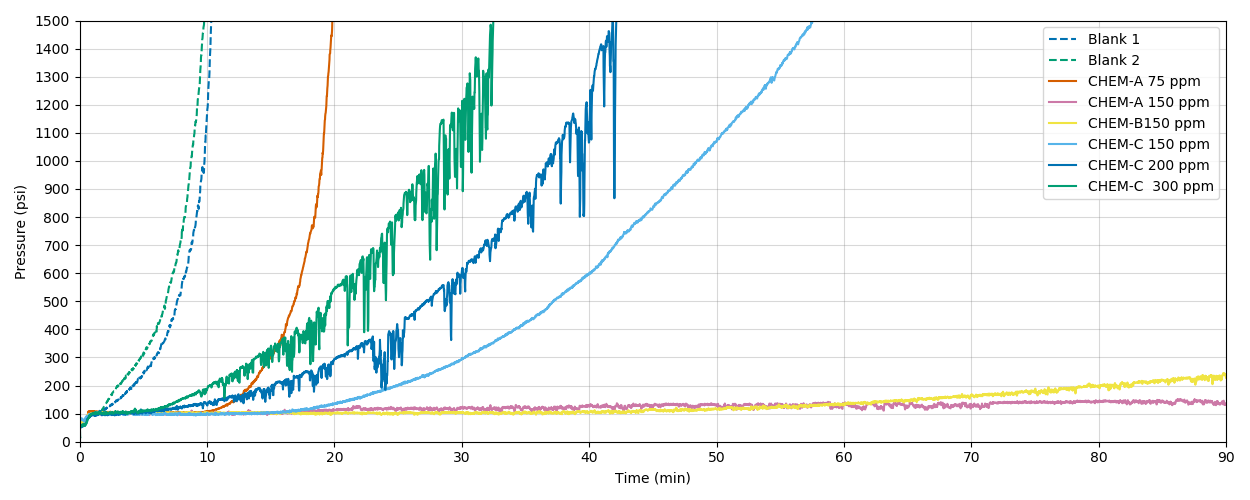 1500
1400
1300
1200
1100
1000
900
800
700
600
500
400
300
200
100
0
Pressure (psi)
Blank 1
Blank 2
CHEM-A 75 ppm
CHEM-A 150 ppm
CHEM-B150 ppm
CHEM-C 150 ppm
CHEM-C 200 ppm
CHEM-C  300 ppm
0 10 20 30 40 50 60 70 80 90
Time (min)